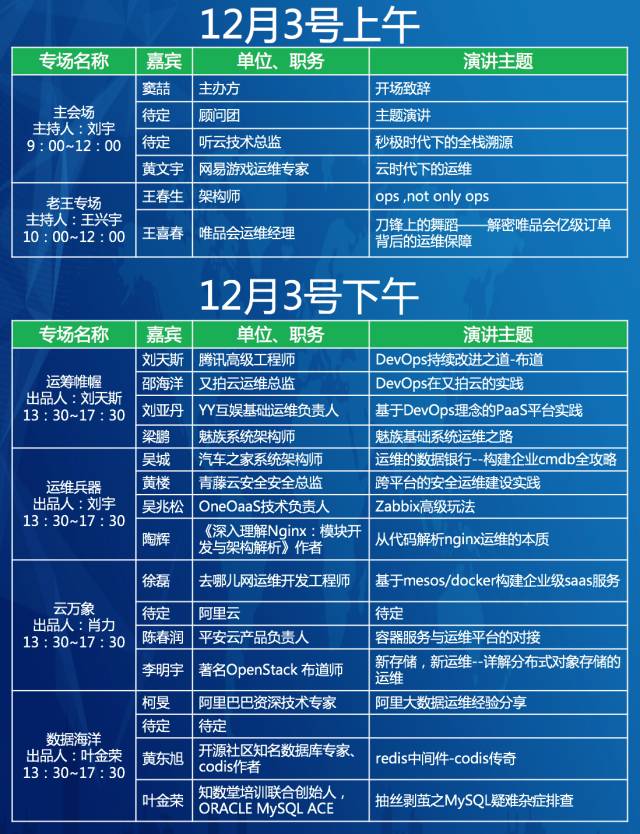 12月3号上午
专场名称 嘉宾 单位、职务 演讲主题
主会场
主持人：刘宇
9：00~12：00
窦喆 主办方 开场致辞
待定 顾问团 主题演讲
待定 听云技术总监 秒极时代下的全栈溯源
黄文宇 网易游戏运维专家 云时代下的运维
老王专场
主持人：王兴宇
10：00~12：00
王春生 架构师 ops ,not only ops
王喜春 唯品会运维经理 刀锋上的舞蹈——解密唯品会亿级订单
背后的运维保障
12月3号下午
专场名称 嘉宾 单位、职务 演讲主题
运筹帷幄
出品人：刘天斯
13：30~17：30
刘天斯 腾讯高级工程师 DevOps持续改进之道-布道
邵海洋 又拍云运维总监 DevOps在又拍云的实践
刘亚丹 YY互娱基础运维负责人 基于DevOps理念的PaaS平台实践
梁鹏 魅族系统架构师 魅族基础系统运维之路
运维兵器
出品人：刘宇
13：30~17：30
吴城 汽车之家系统架构师 运维的数据银行--构建企业cmdb全攻略
黄楼 青藤云安全安全总监 跨平台的安全运维建设实践
吴兆松 OneOaaS技术负责人 Zabbix高级玩法
陶辉 《深入理解Nginx：模块开
发与架构解析》作者 从代码解析nginx运维的本质
云万象
出品人：肖力
13：30~17：30
徐磊 去哪儿网运维开发工程师 基于mesos/docker构建企业级saas服务
待定 阿里云 待定
陈春润 平安云产品负责人 容器服务与运维平台的对接
李明宇 著名OpenStack 布道师 新存储，新运维--详解分布式对象存储的
运维
数据海洋
出品人：叶金荣
13：30~17：30
柯旻 阿里巴巴资深技术专家 阿里大数据运维经验分享
待定 待定
黄东旭 开源社区知名数据库专家、
codis作者 redis中间件-codis传奇
叶金荣 知数堂培训联合创始人，
ORACLE MySQL ACE 抽丝剥茧之MySQL疑难杂症排查